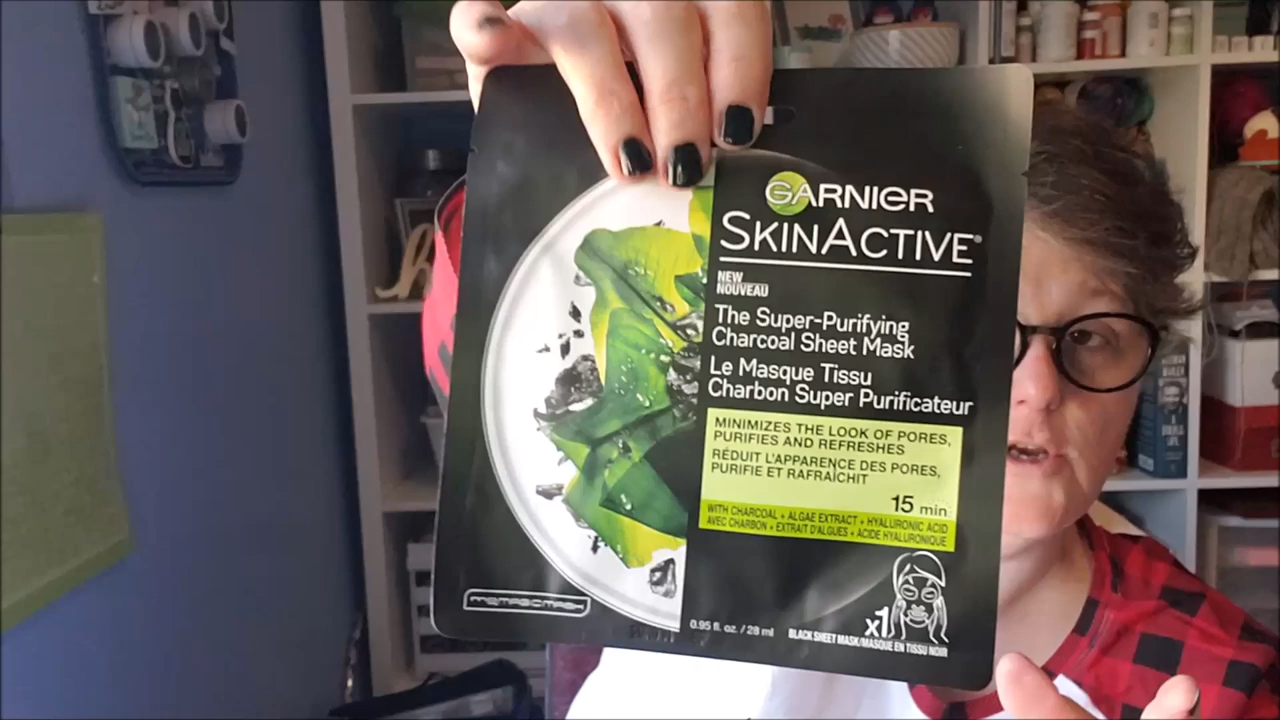 GARNIER
SKINACTIVE®
NEW
NOUVEAU
The Super-Purifying
Charcoal Sheet Mask
Le Masque Tissu
Charbon Super Purificateur
MINIMIZES THE LOOK OF PORES,
PURIFIES AND REFRESHES
RÉDUIT L'APPARENCE DES PORES,
PURIFIE ET RAFRAÎCHIT
15 min
WITH CHARCOAL + ALGAE EXTRACT + HYALURONIC ACID
AVEC CHARBON + EXTRAIT D'ALGUES + ACIDE HYALURONIQUE
x1
0.95 fl. oz. / 28 ml
BLACK SHEET MASK/MASQUE EN TISSU NOIR
h